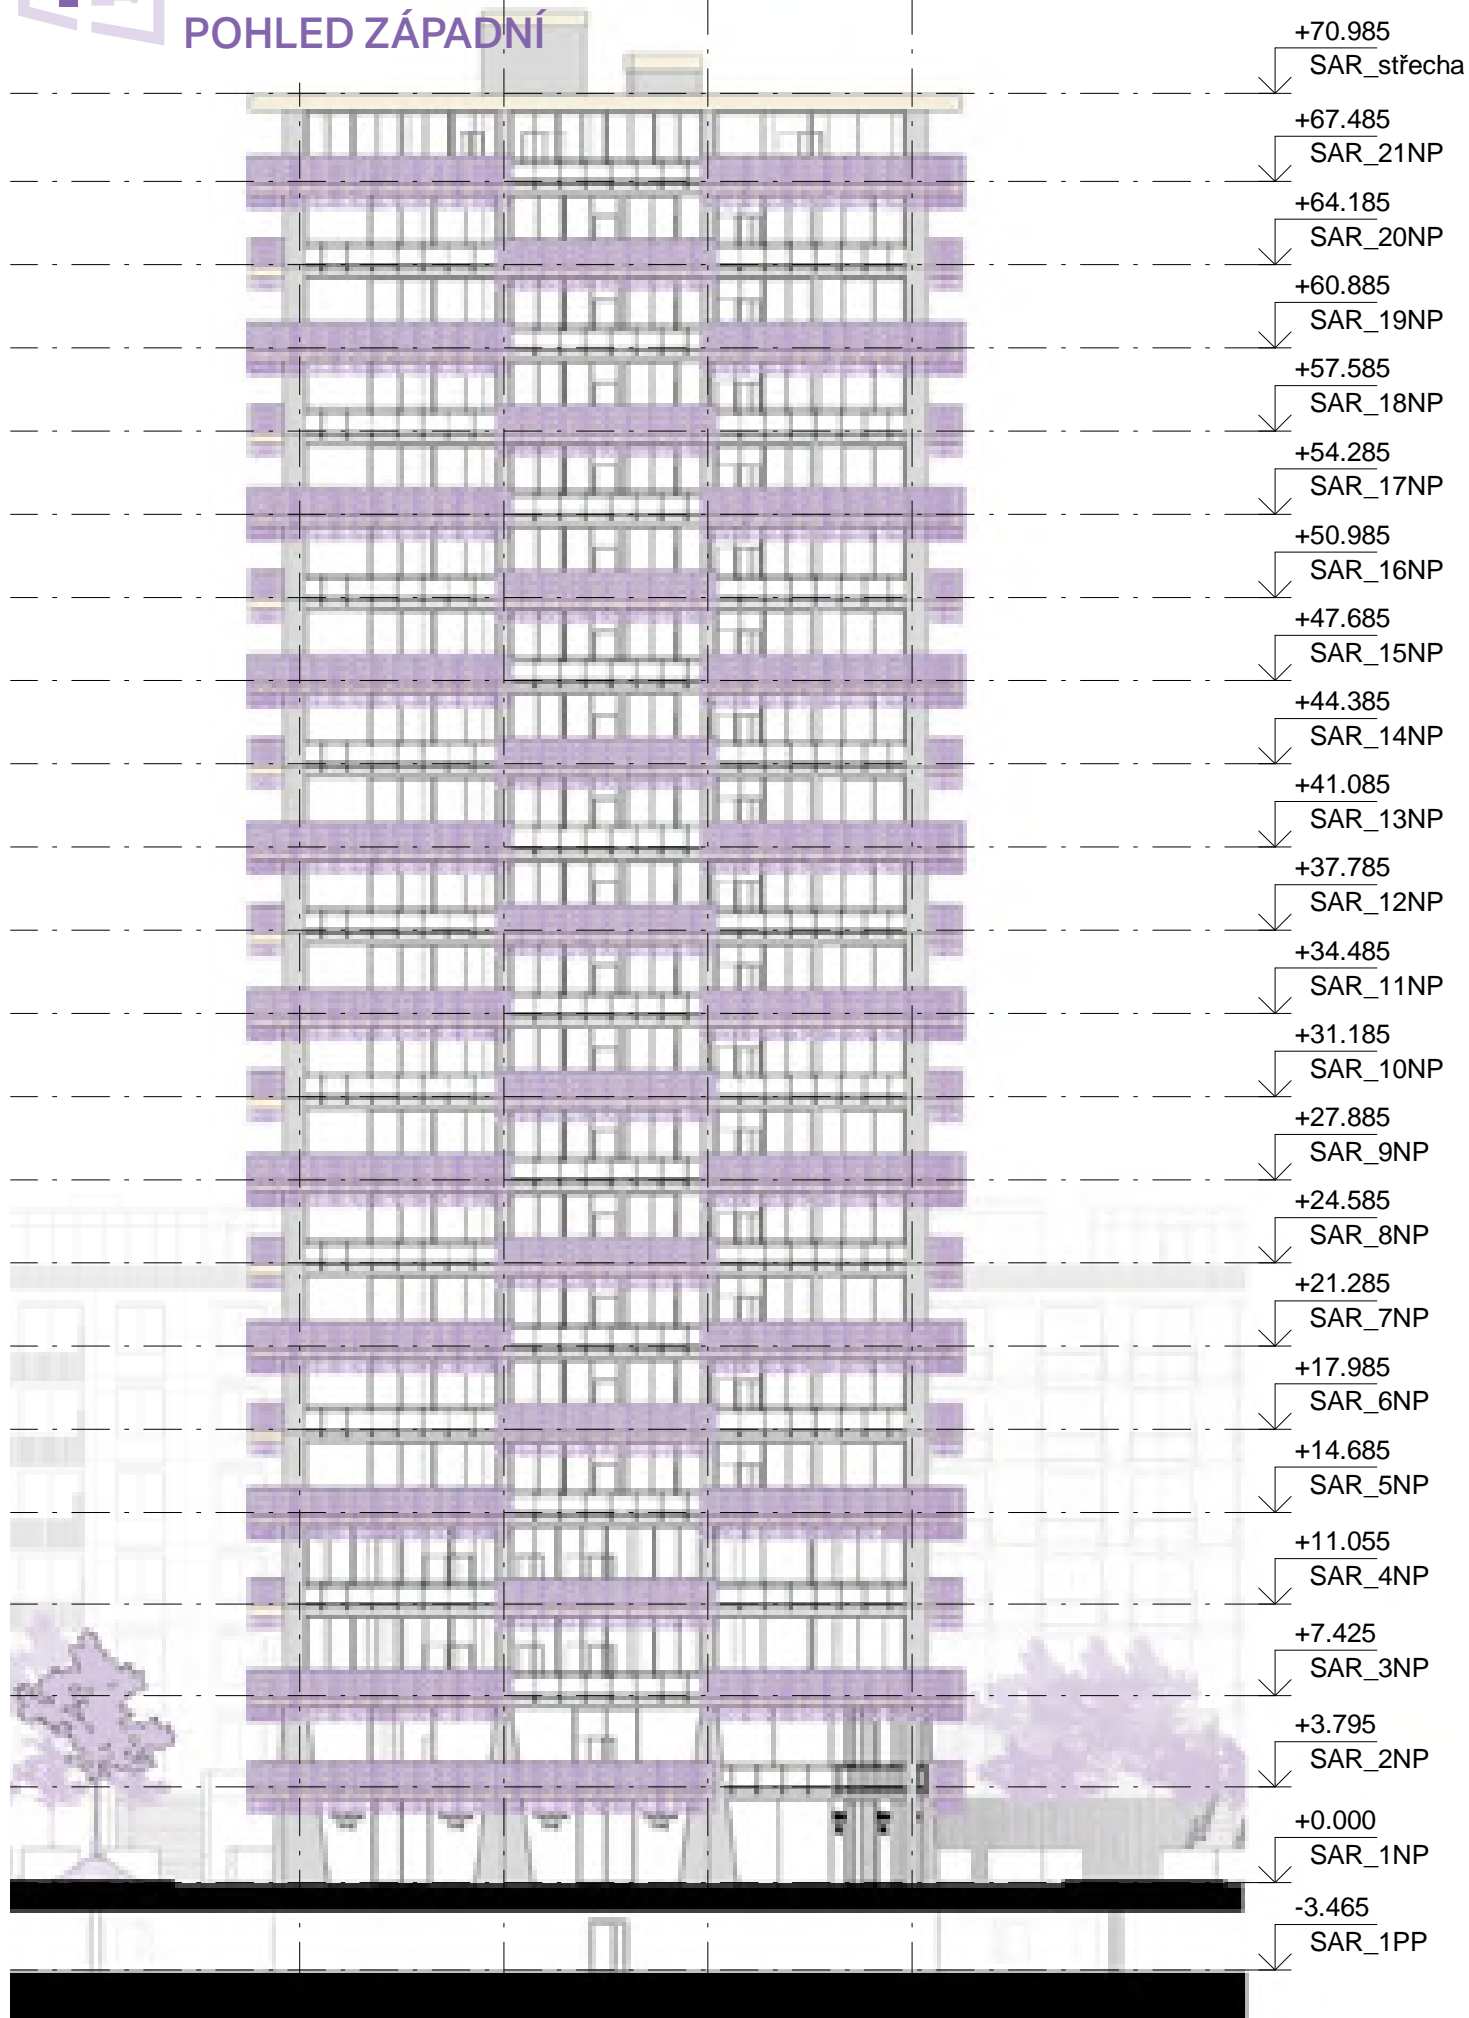 POHLED ZÁPADNÍ
+70.985
SAR_střecha
+67.485
SAR_21NP
+64.185
SAR_20NP
+60.885
SAR_19NP
+57.585
SAR_18NP
+54.285
SAR_17NP
+50.985
SAR_16NP
+47.685
SAR_15NP
+44.385
SAR_14NP
+41.085
SAR_13NP
+37.785
SAR_12NP
+34.485
SAR_11NP
+31.185
SAR_10NP
+27.885
SAR_9NP
+24.585
SAR_8NP
+21.285
SAR_7NP
+17.985
SAR_6NP
+14.685
SAR_5NP
+11.055
SAR_4NP
+7.425
SAR_3NP
+3.795
SAR_2NP
+0.000
SAR_1NP
-3.465
SAR_1PP